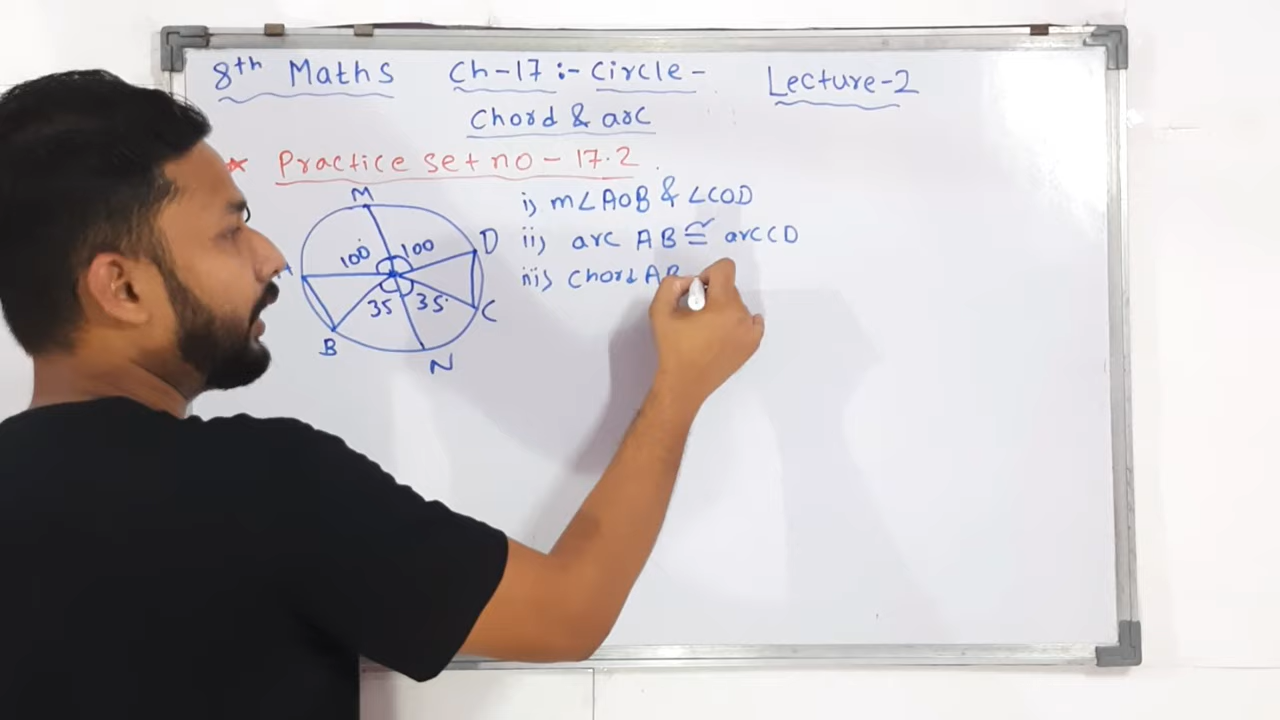 8th Maths Ch-17 :- Circle - Lecture-2
Chord & arc
* Practice set no - 17.2
i) m∠AOB & ∠COD
ii) arc AB ≅ arc CD
iii) Chord AB
M
100° 100
D
A
35 35°
C
B
N